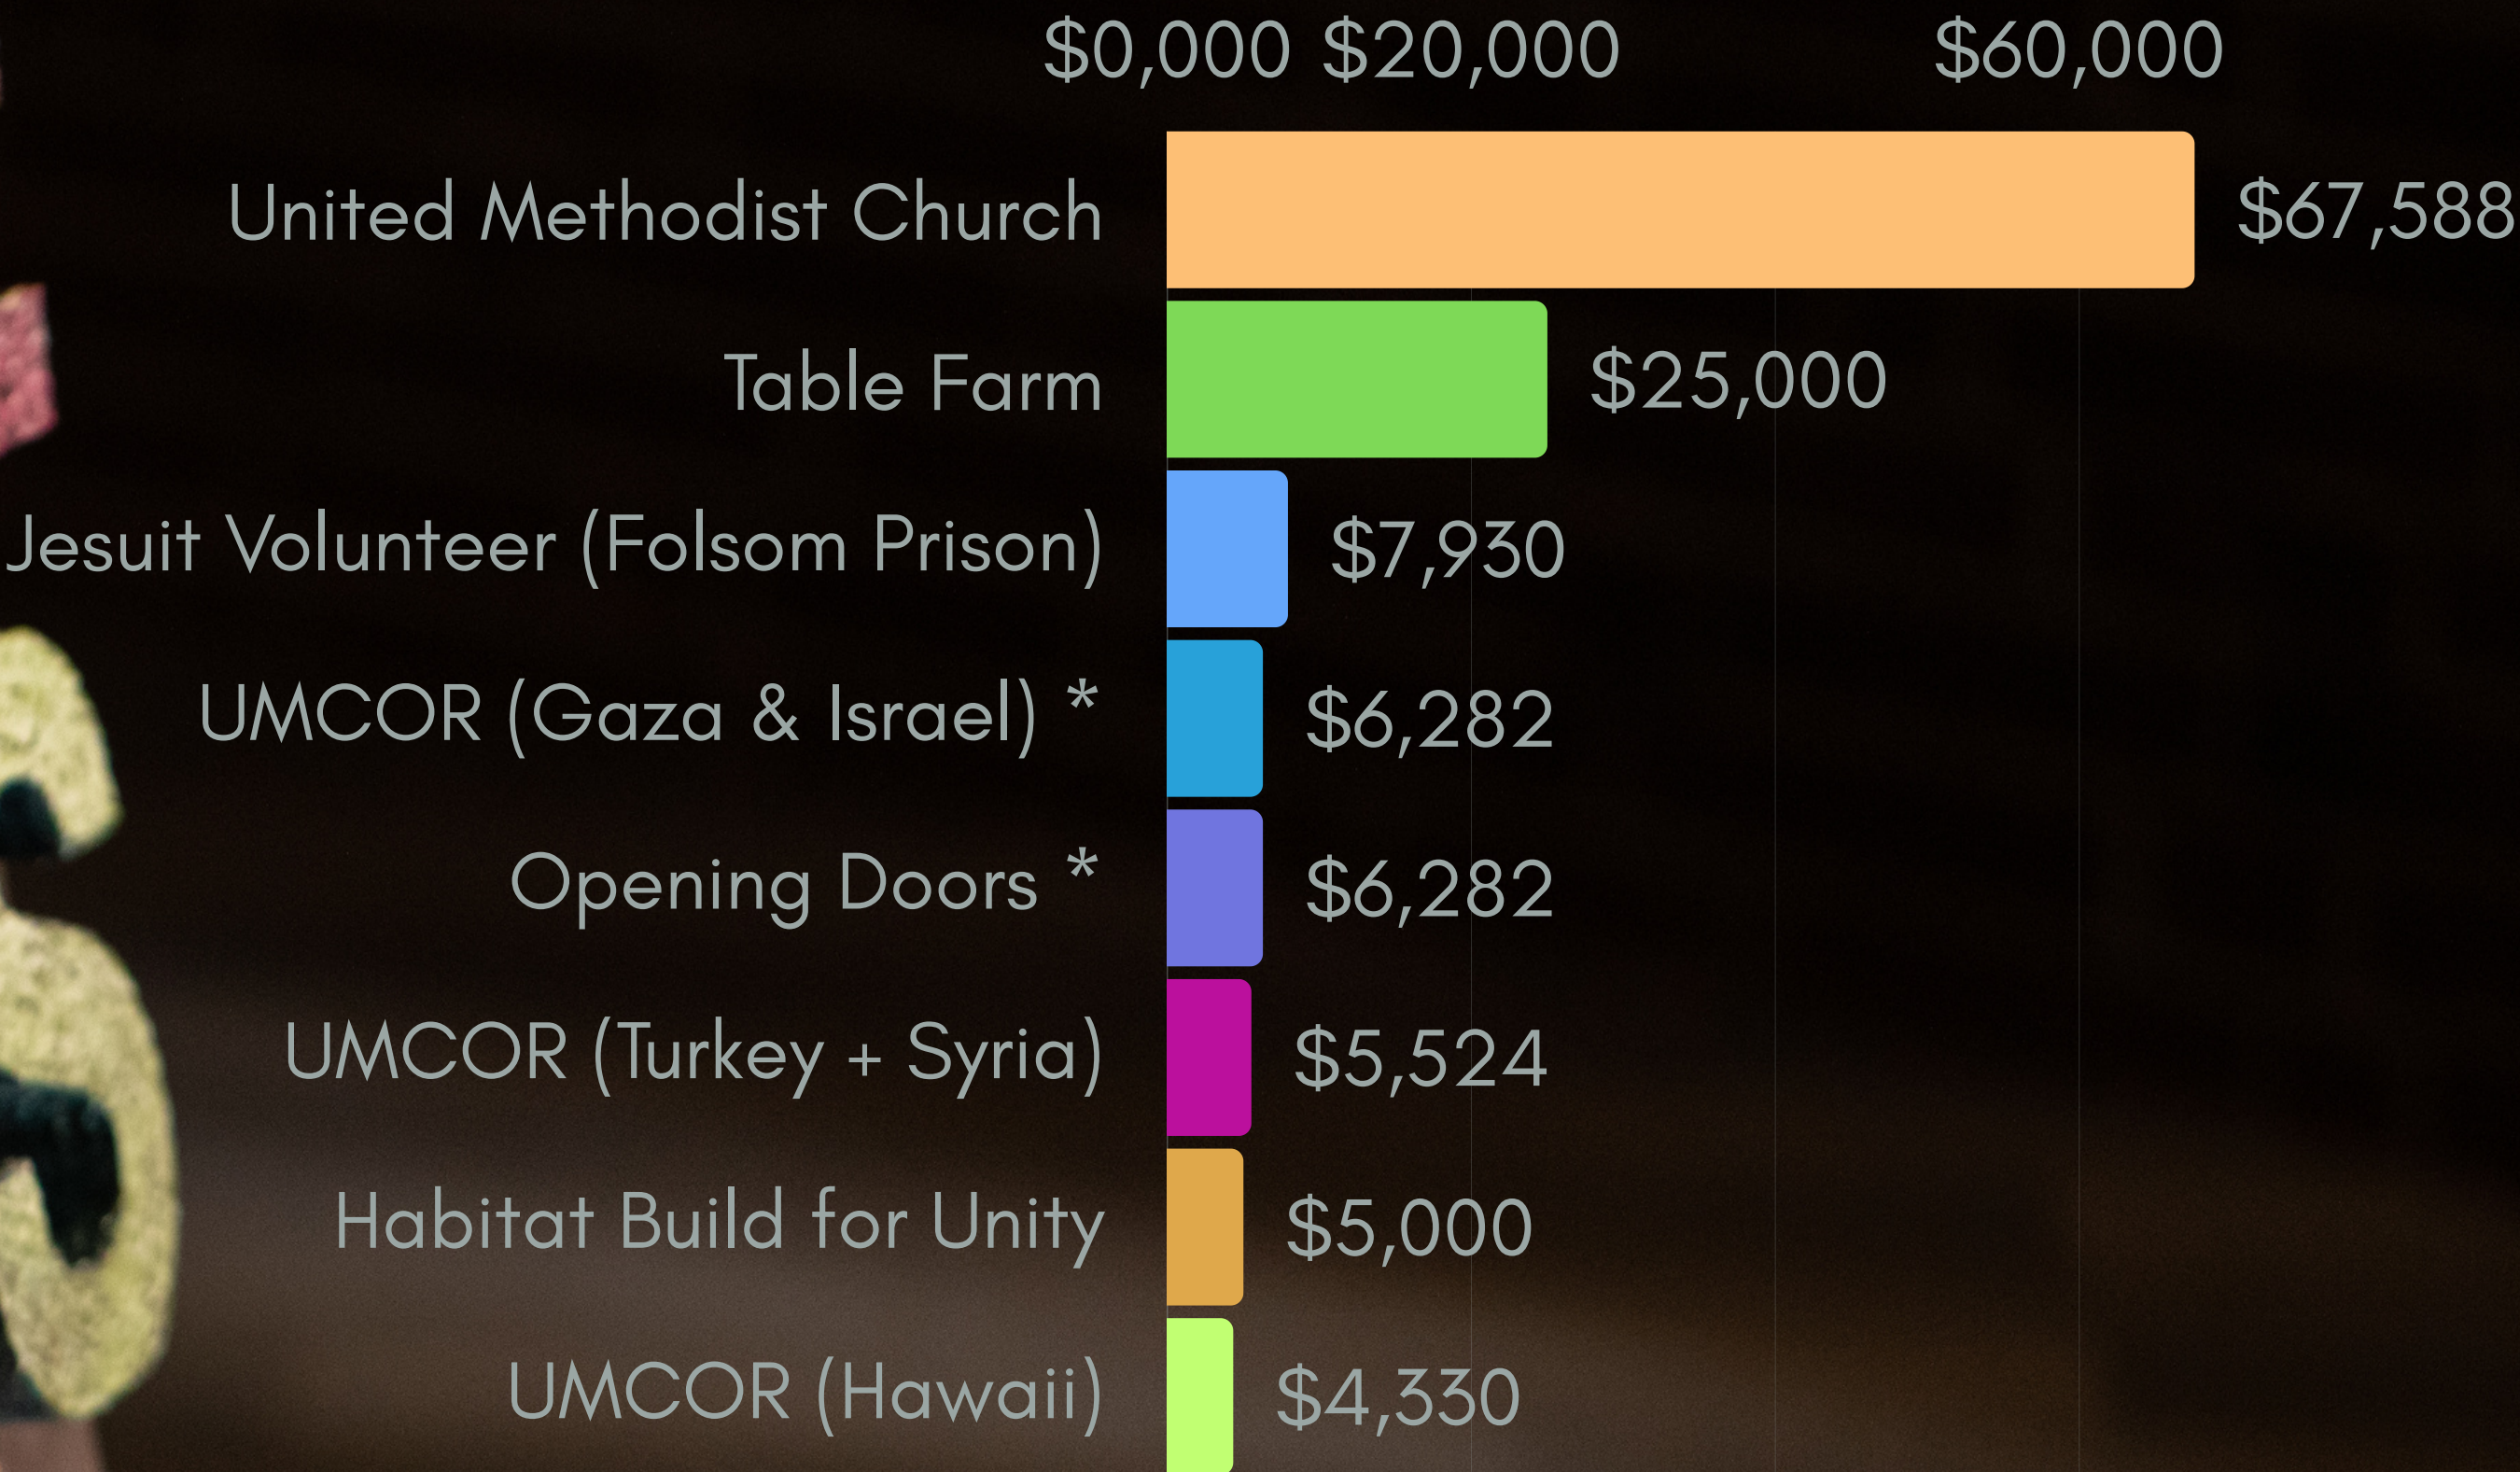 $0,000 $20,000 $60,000
United Methodist Church $67,588
Table Farm $25,000
Jesuit Volunteer (Folsom Prison) $7,930
UMCOR (Gaza & Israel) * $6,282
Opening Doors * $6,282
UMCOR (Turkey + Syria) $5,524
Habitat Build for Unity $5,000
UMCOR (Hawaii) $4,330